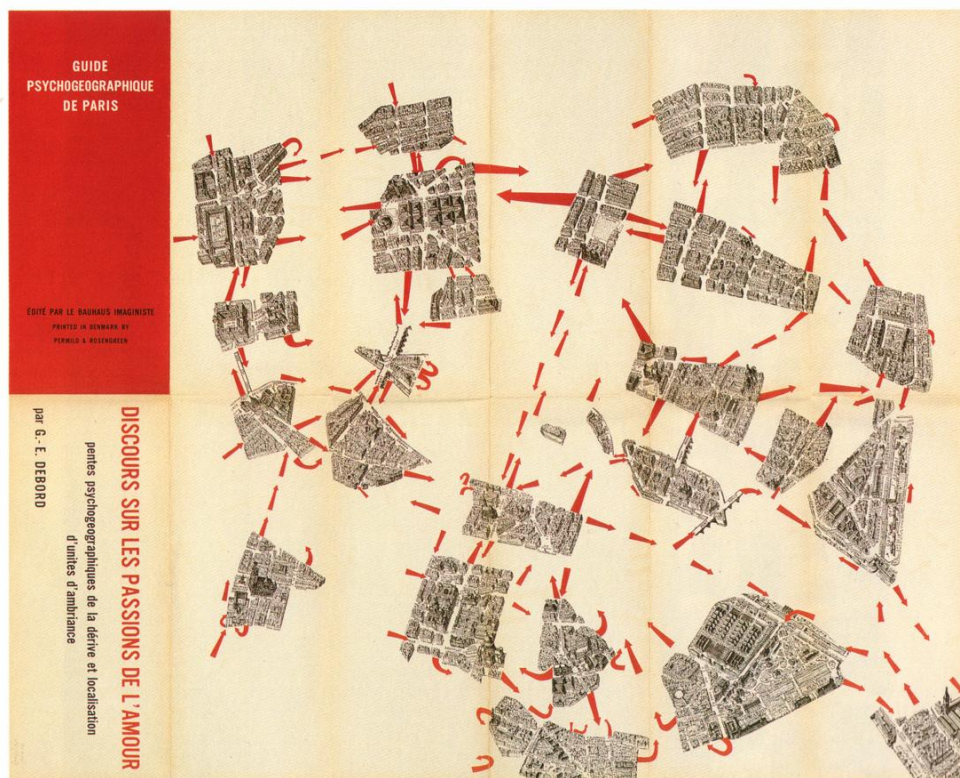 GUIDE
PSYCHOGEOGRAPHIQUE
DE PARIS
ÉDITÉ PAR LE BAUHAUS IMAGINISTE
PRINTED IN DENMARK BY
PERMILD & ROSENGREEN
DISCOURS SUR LES PASSIONS DE L'AMOUR
pentes psychogeographiques de la dérive et localisation
d'unites d'ambriance
par G.-E. DEBORD